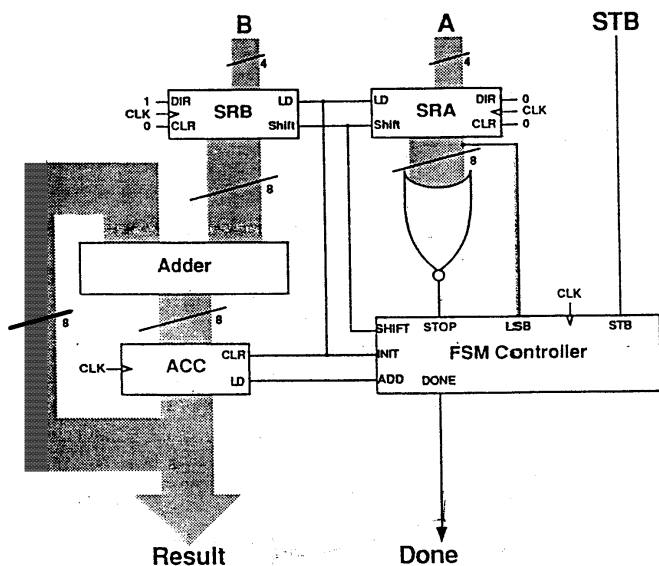 B A STB
4 4
1 DIR LD LD DIR 0
CLK SRB SRA CLK
0 CLR Shift Shift CLR 0
8 8
Adder
8 8
CLK
SHIFT STOP LSB STB
CLK ACC CLR INIT FSM Controller
LD ADD DONE
Result Done